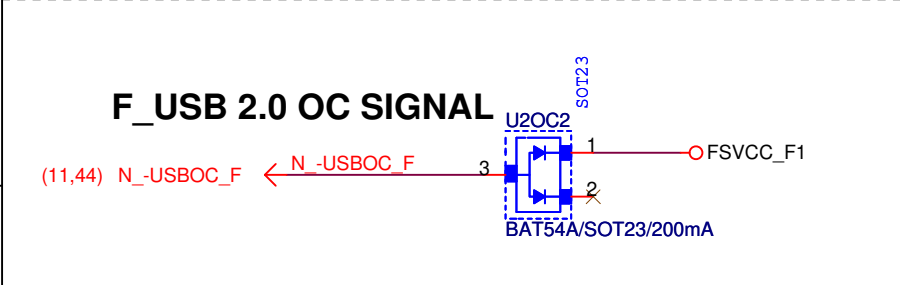 SOT23
F_USB 2.0 OC SIGNAL
U2OC2
1
FSVCC_F1
(11,44) N_-USBOC_F
N_-USBOC_F
3
2
BAT54A/SOT23/200mA